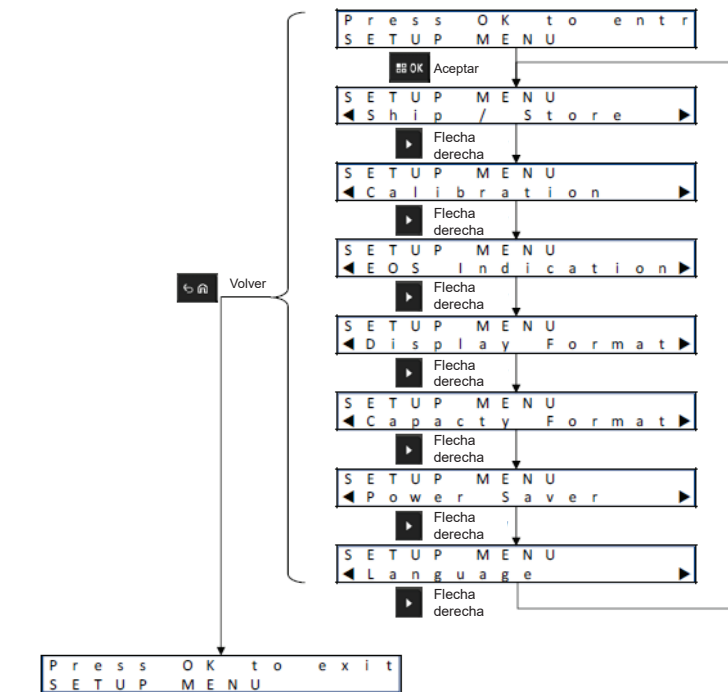 Press OK to entr
SETUP MENU
OK Aceptar
SETUP MENU
◀Ship / Store ▶
Flecha
derecha
SETUP MENU
◀Calibration ▶
Flecha
derecha
SETUP MENU
◀EOS Indication▶
Volver
Flecha
derecha
SETUP MENU
◀Display Format▶
Flecha
derecha
SETUP MENU
◀Capacty Format▶
Flecha
derecha
SETUP MENU
◀Power Saver ▶
Flecha
derecha
SETUP MENU
◀Language ▶
Flecha
derecha
Press OK to exit
SETUP MENU